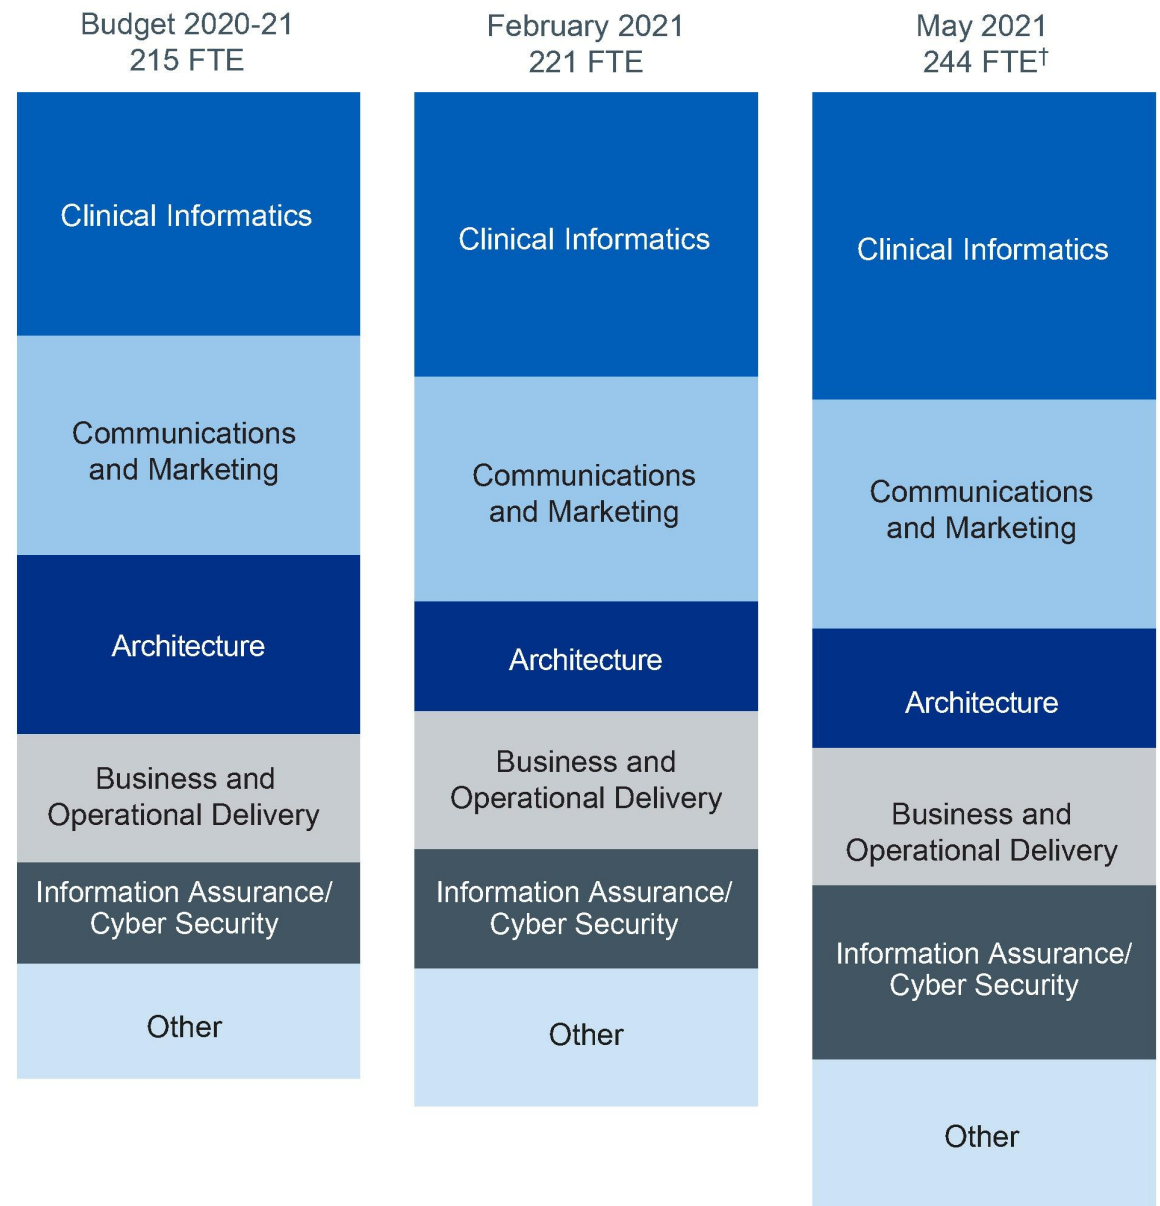 Budget 2020-21
215 FTE
Clinical Informatics
Communications
and Marketing
Architecture
Business and
Operational Delivery
Information Assurance/
Cyber Security
Other
February 2021
221 FTE
Clinical Informatics
Communications
and Marketing
Architecture
Business and
Operational Delivery
Information Assurance/
Cyber Security
Other
May 2021
244 FTE†
Clinical Informatics
Communications
and Marketing
Architecture
Business and
Operational Delivery
Information Assurance/
Cyber Security
Other